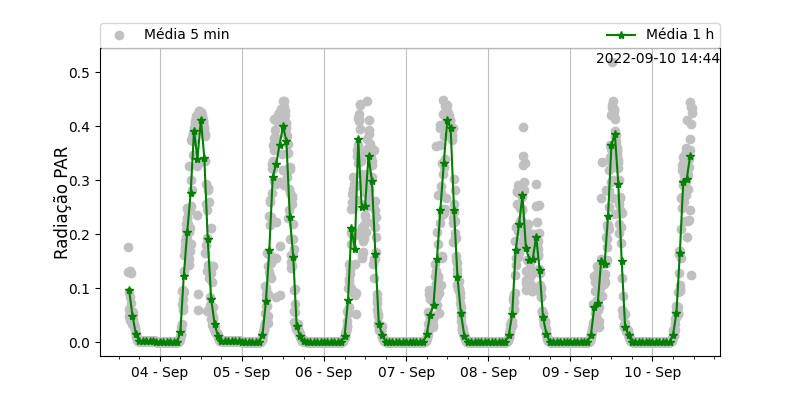 Média 5 min
Média 1 h
2022-09-10 14:44
Radiação PAR
0.5
0.4
0.3
0.2
0.1
0.0
04 - Sep
05 - Sep
06 - Sep
07 - Sep
08 - Sep
09 - Sep
10 - Sep